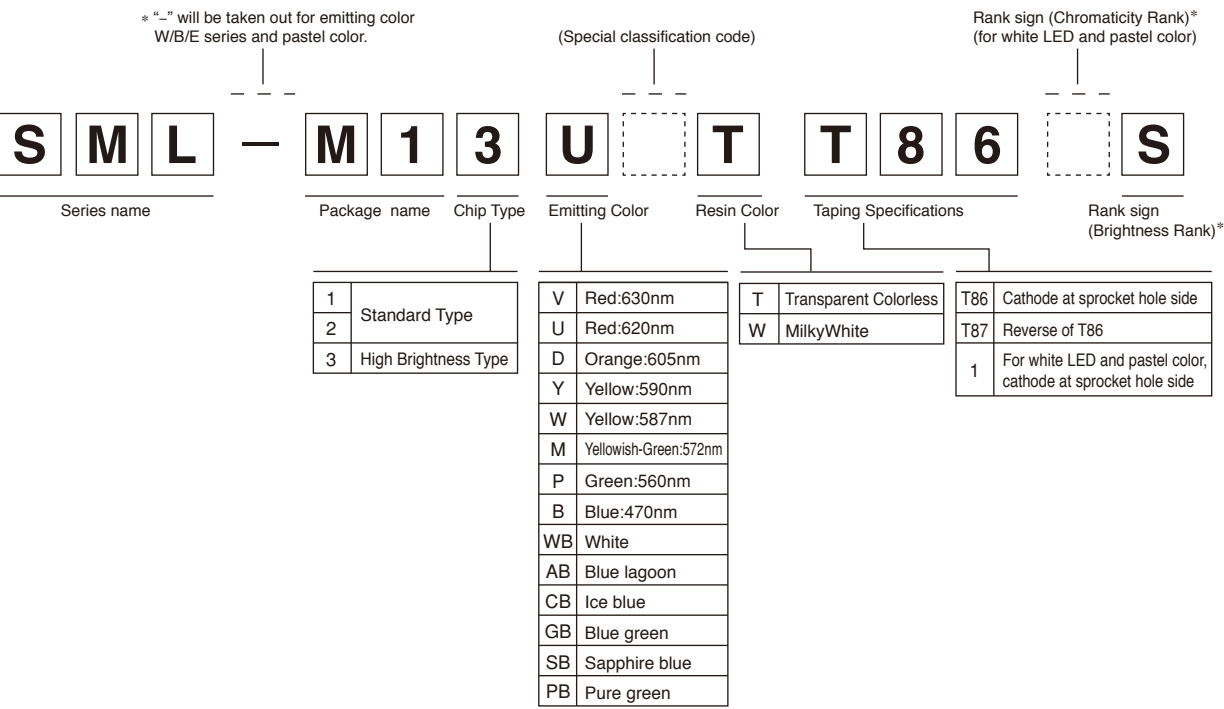 * “–” will be taken out for emitting color
W/B/E series and pastel color.
(Special classification code)
Rank sign (Chromaticity Rank)*
(for white LED and pastel color)
S M L — M 1 3 U T T 8 6 S
Series name
Package name
Chip Type
Emitting Color
Resin Color
Taping Specifications
Rank sign
(Brightness Rank)*
1
2
Standard Type
3 High Brightness Type
V Red:630nm
U Red:620nm
D Orange:605nm
Y Yellow:590nm
W Yellow:587nm
M Yellowish-Green:572nm
P Green:560nm
B Blue:470nm
WB White
AB Blue lagoon
CB Ice blue
GB Blue green
SB Sapphire blue
PB Pure green
T Transparent Colorless
W MilkyWhite
T86 Cathode at sprocket hole side
T87 Reverse of T86
1 For white LED and pastel color,
cathode at sprocket hole side